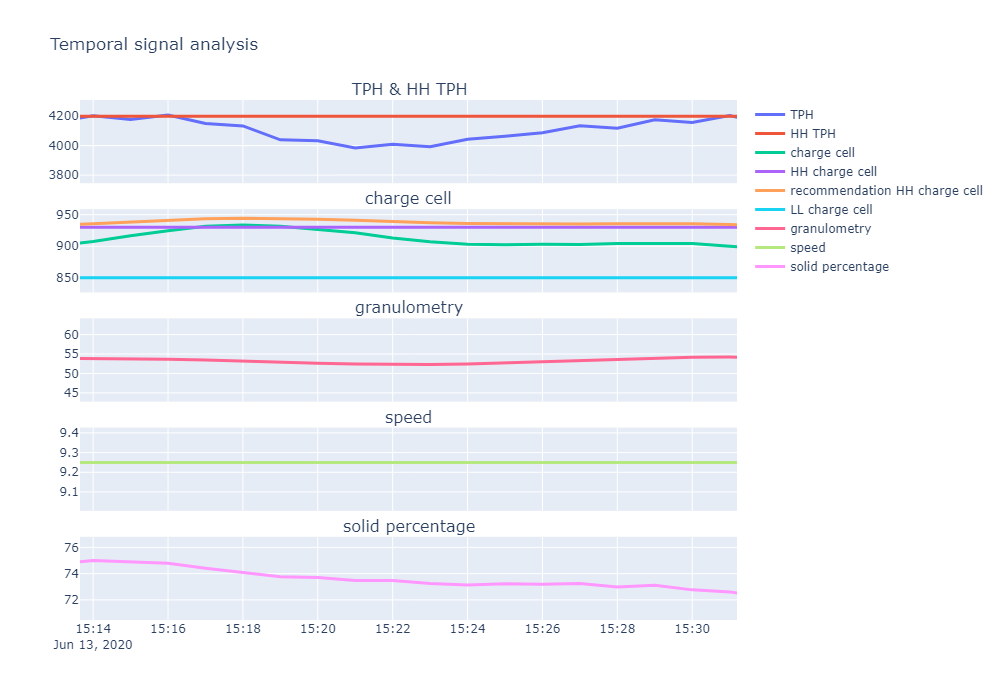 Temporal signal analysis
TPH & HH TPH
4200
4000
3800
charge cell
950
900
850
granulometry
60
55
50
45
speed
9.4
9.3
9.2
9.1
solid percentage
76
74
72
15:14 15:16 15:18 15:20 15:22 15:24 15:26 15:28 15:30
Jun 13, 2020
TPH
HH TPH
charge cell
HH charge cell
recommendation HH charge cell
LL charge cell
granulometry
speed
solid percentage